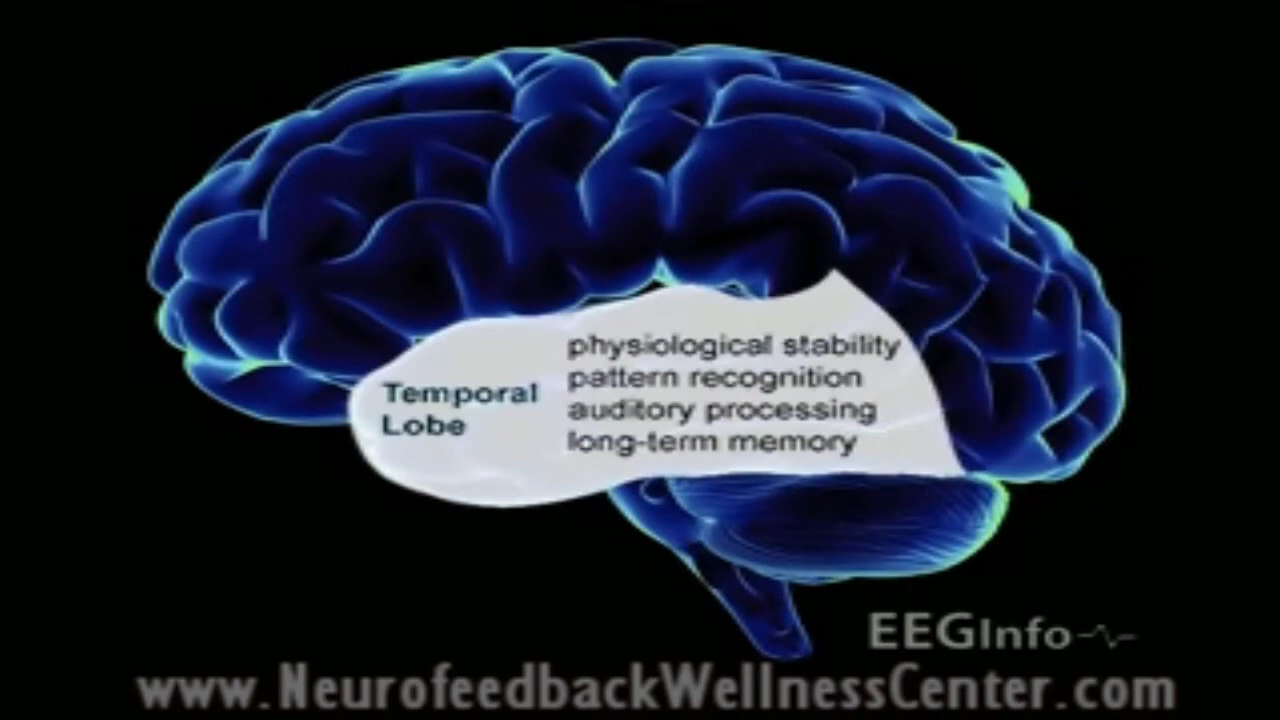 physiological stability
Temporal
Lobe
pattern recognition
auditory processing
long-term memory
EEGInfo
www.NeurofeedbackWellnessCenter.com